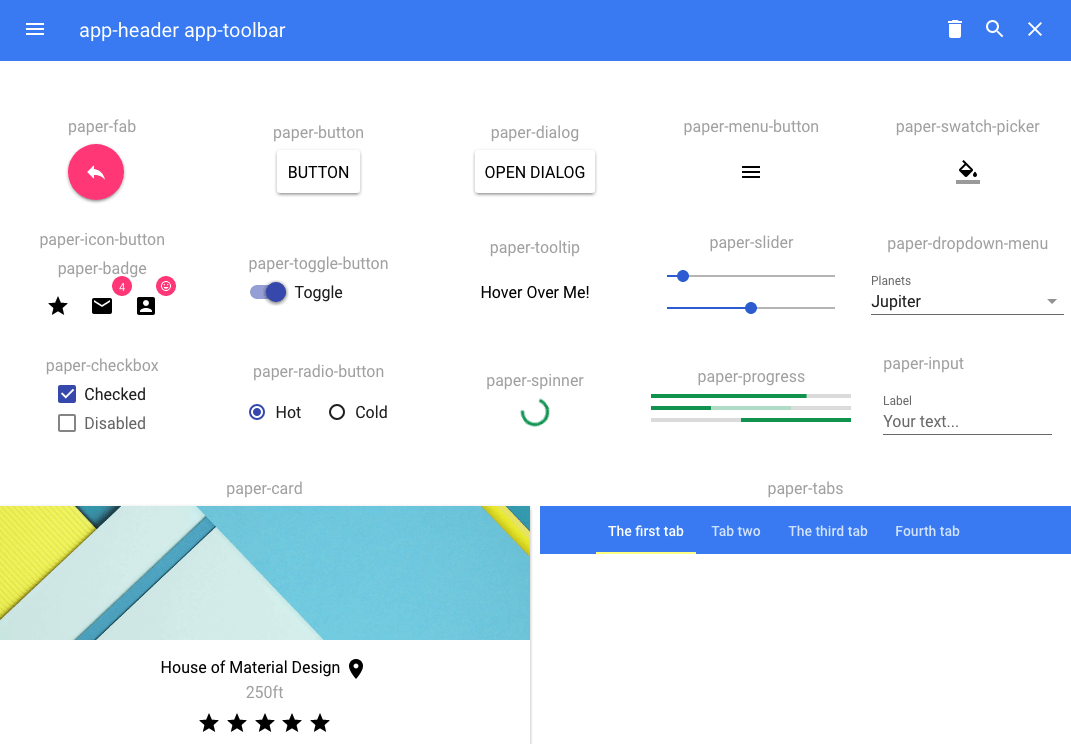 app-header app-toolbar
paper-fab
paper-button
paper-dialog
paper-menu-button
paper-swatch-picker
BUTTON
OPEN DIALOG
paper-icon-button
paper-badge
4
paper-toggle-button
Toggle
paper-tooltip
Hover Over Me!
paper-slider
paper-dropdown-menu
Planets
Jupiter
paper-checkbox
Checked
Disabled
paper-radio-button
Hot
Cold
paper-spinner
paper-progress
paper-input
Label
Your text...
paper-card
House of Material Design
250ft
paper-tabs
The first tab
Tab two
The third tab
Fourth tab